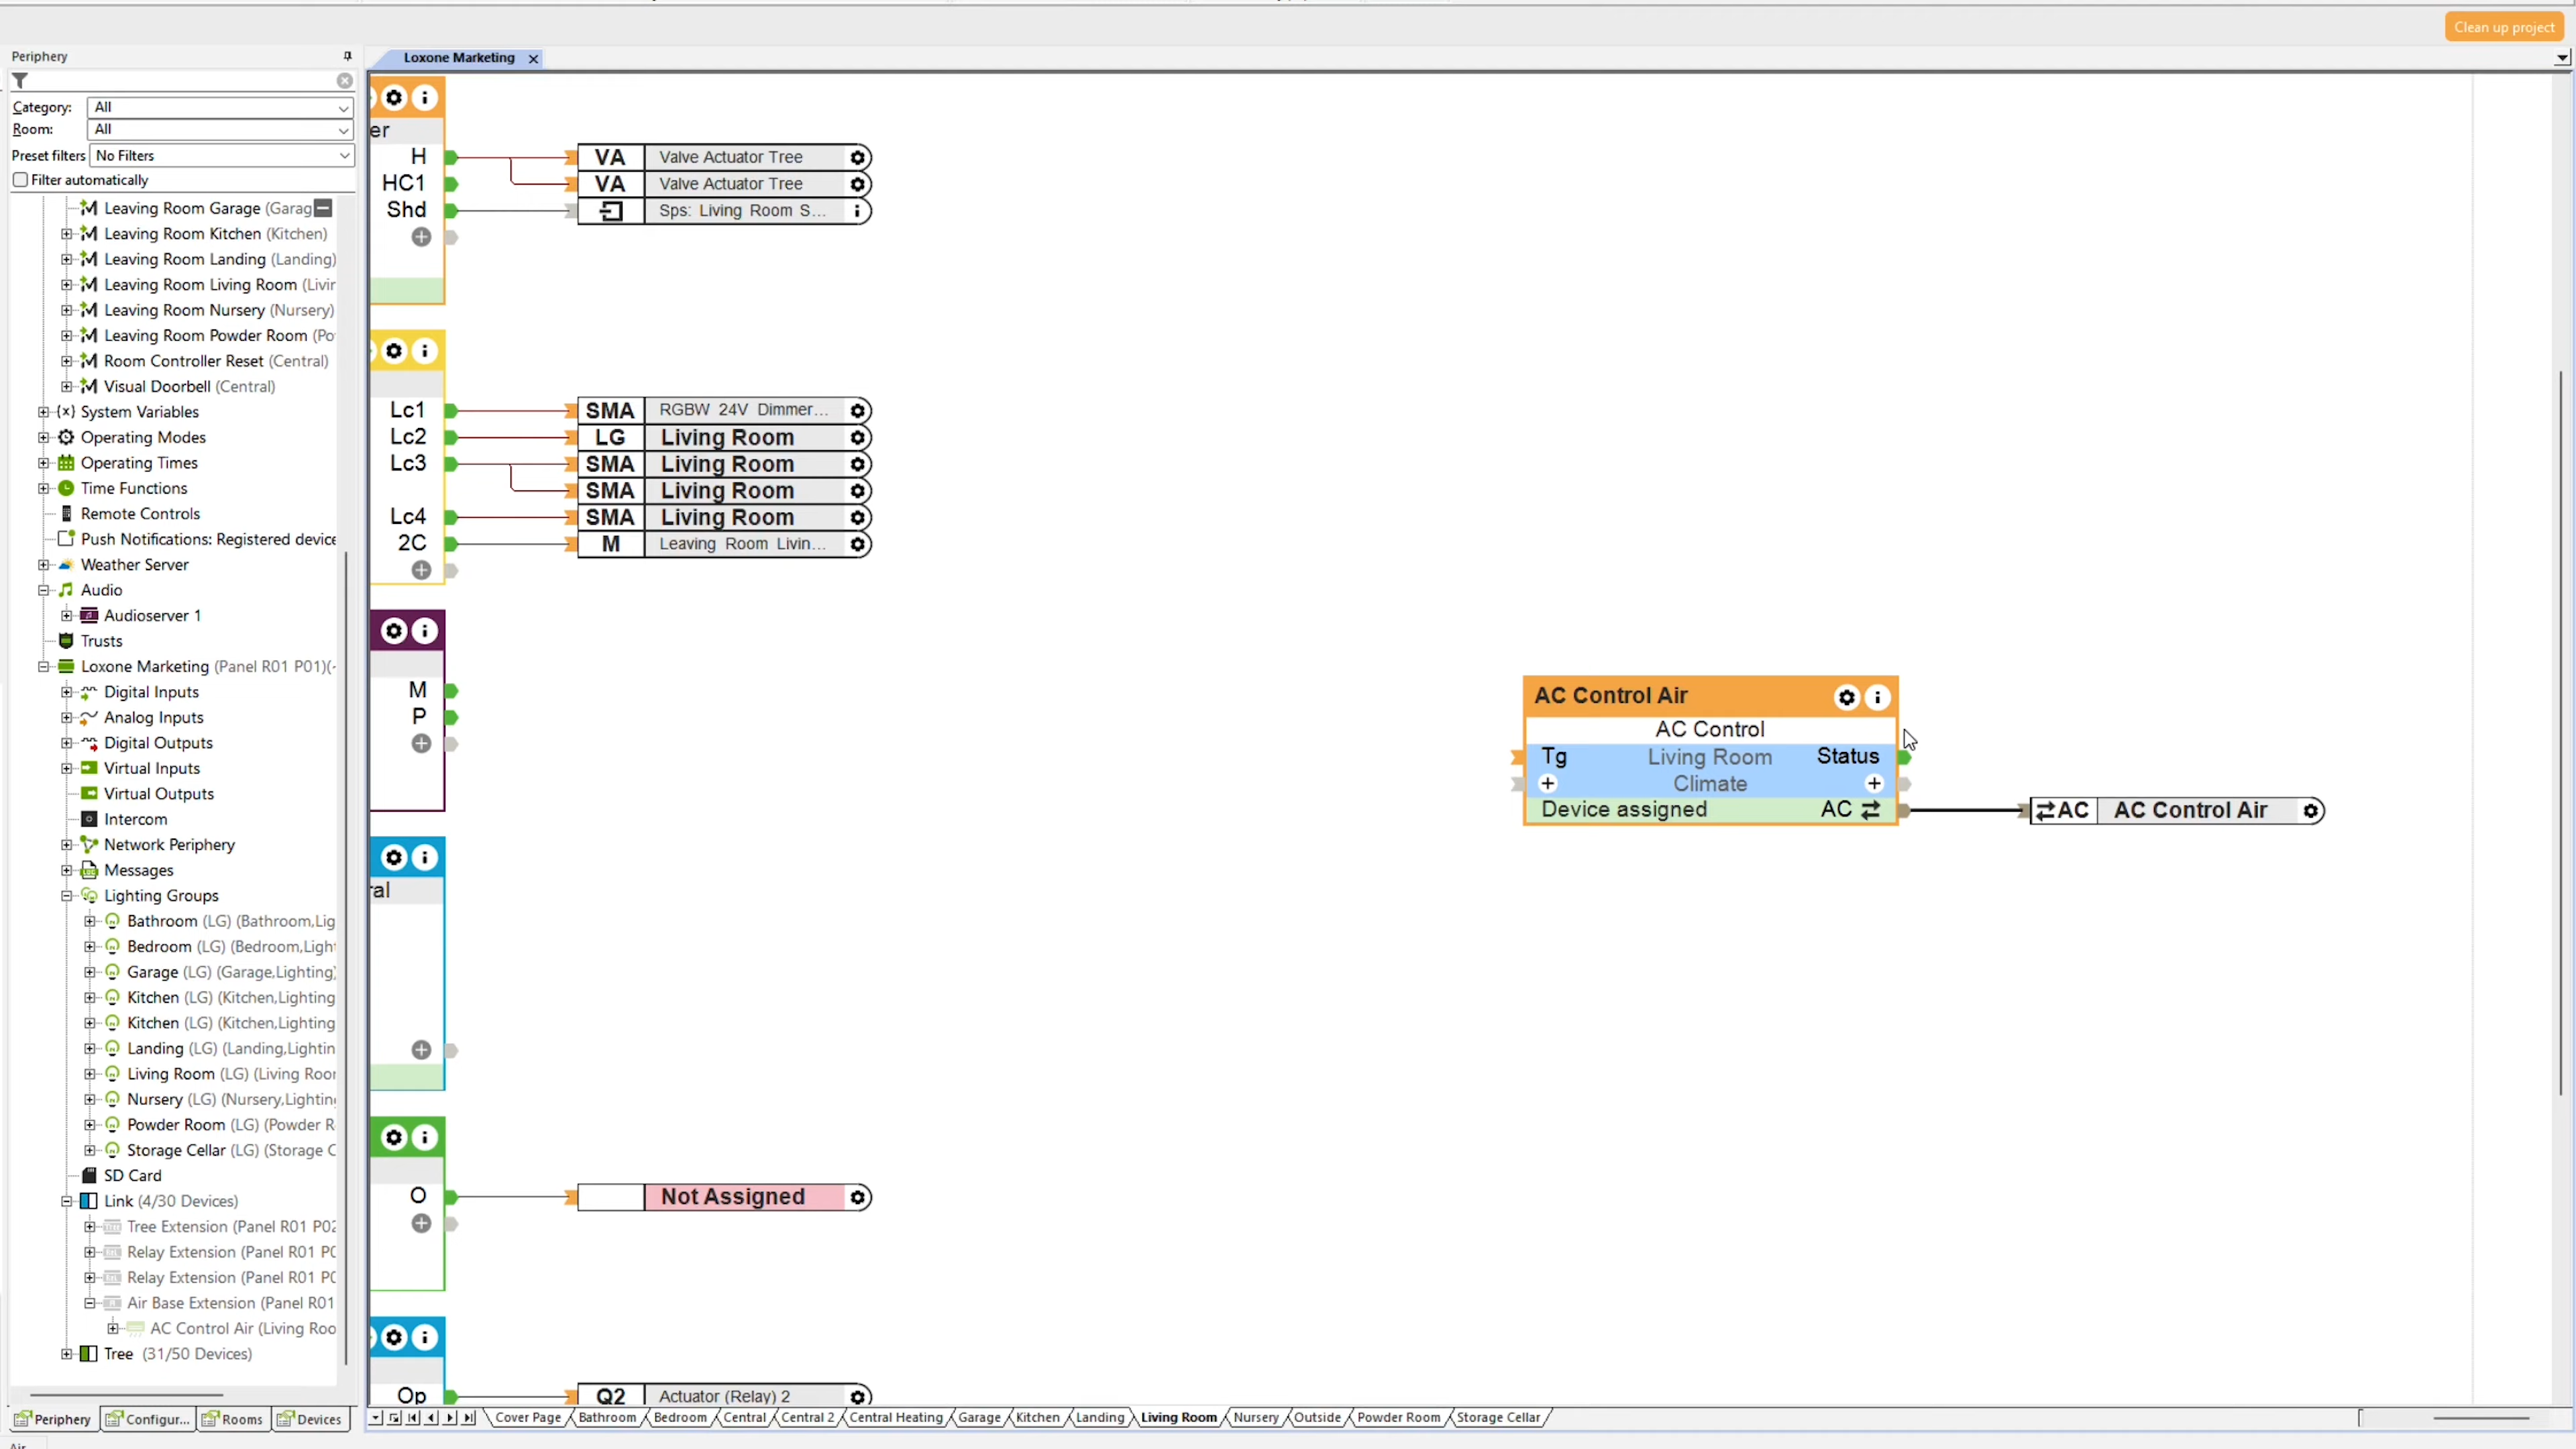 Clean up project
Periphery
Loxone Marketing
Category: All
Room: All
Preset filters No Filters
Filter automatically
Leaving Room Garage (Garag
Leaving Room Kitchen (Kitchen)
Leaving Room Landing (Landing)
Leaving Room Living Room (Livir
Leaving Room Nursery (Nursery)
Leaving Room Powder Room (Po
Room Controller Reset (Central)
Visual Doorbell (Central)
System Variables
Operating Modes
Operating Times
Time Functions
Remote Controls
Push Notifications: Registered device
Weather Server
Audio
Audioserver 1
Trusts
Loxone Marketing (Panel R01 P01)(-
Digital Inputs
Analog Inputs
Digital Outputs
Virtual Inputs
Virtual Outputs
Intercom
Network Periphery
Messages
Lighting Groups
Bathroom (LG) (Bathroom,Lig
Bedroom (LG) (Bedroom,Ligh
Garage (LG) (Garage,Lighting)
Kitchen (LG) (Kitchen,Lighting
Kitchen (LG) (Kitchen,Lighting
Landing (LG) (Landing,Lightin
Living Room (LG) (Living Roor
Nursery (LG) (Nursery,Lighting
Powder Room (LG) (Powder R
Storage Cellar (LG) (Storage C
SD Card
Link (4/30 Devices)
Tree Extension (Panel R01 P02
Relay Extension (Panel R01 PC
Relay Extension (Panel R01 PC
Air Base Extension (Panel R01
AC Control Air (Living Roo
Tree (31/50 Devices)
Periphery Configur... Rooms Devices
er
H VA Valve Actuator Tree
HC1 VA Valve Actuator Tree
Shd Sps: Living Room S...
Lc1 SMA RGBW 24V Dimmer...
Lc2 LG Living Room
Lc3 SMA Living Room
SMA Living Room
Lc4 SMA Living Room
2C M Leaving Room Livin...
M
P
AC Control Air
AC Control
Tg Living Room Status
Climate
Device assigned AC
AC AC Control Air
ral
O Not Assigned
Op Q2 Actuator (Relay) 2
Cover Page Bathroom Bedroom Central Central 2 Central Heating Garage Kitchen Landing Living Room Nursery Outside Powder Room Storage Cellar